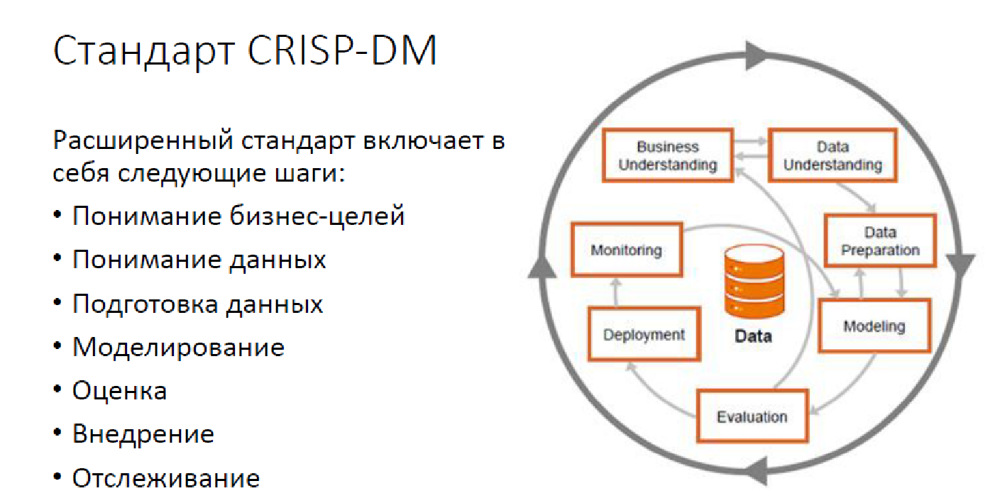 Стандарт CRISP-DM
Расширенный стандарт включает в
себя следующие шаги:
• Понимание бизнес-целей
• Понимание данных
• Подготовка данных
• Моделирование
• Оценка
• Внедрение
• Отслеживание
Business
Understanding
Data
Understanding
Monitoring
Data
Preparation
Deployment
Data
Modeling
Evaluation